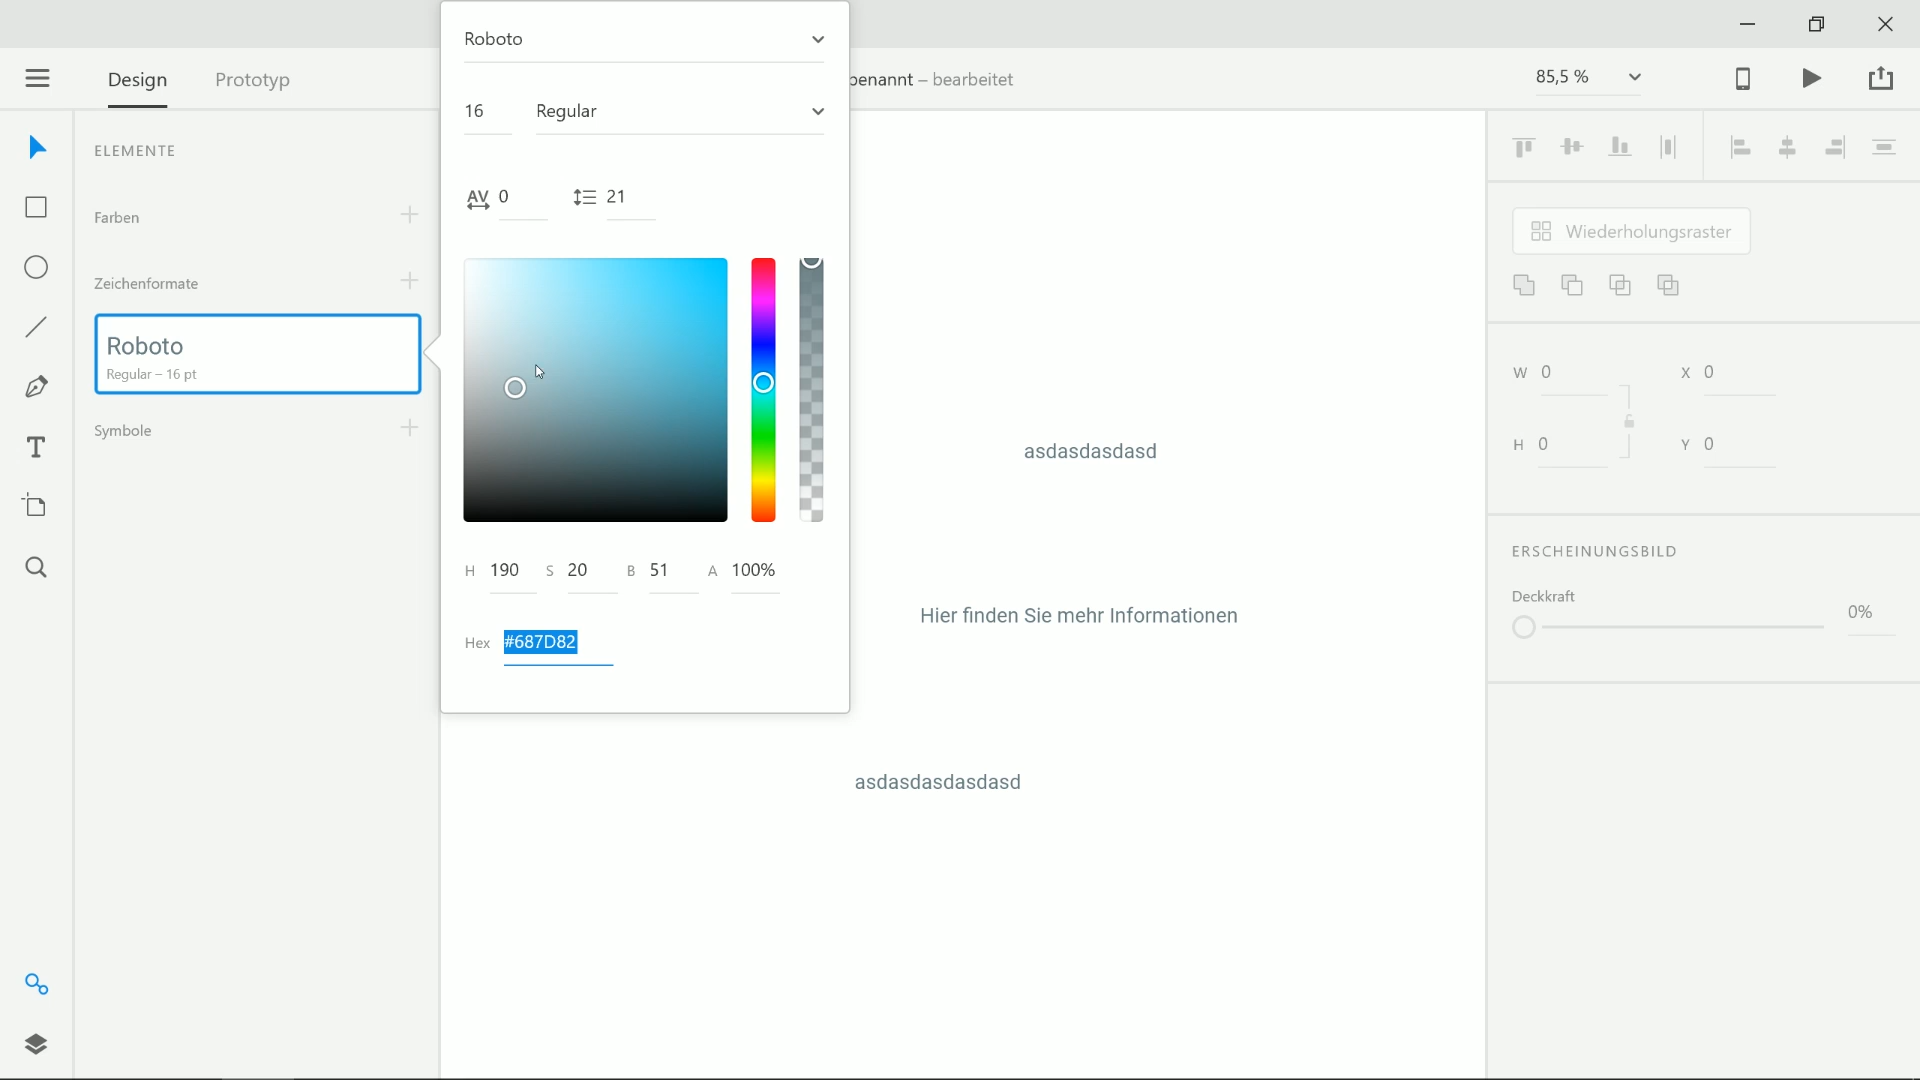 Design
Prototyp
benannt – bearbeitet
85,5 %
ELEMENTE
Farben
Zeichenformate
Roboto
Regular – 16 pt
Symbole
Roboto
16
Regular
AV 0
21
H 190 S 20 B 51 A 100%
Hex #687D82
asdasdasdasd
Hier finden Sie mehr Informationen
asdasdasdasdasd
Wiederholungsraster
W 0
X 0
H 0
Y 0
ERSCHEINUNGSBILD
Deckkraft
0%